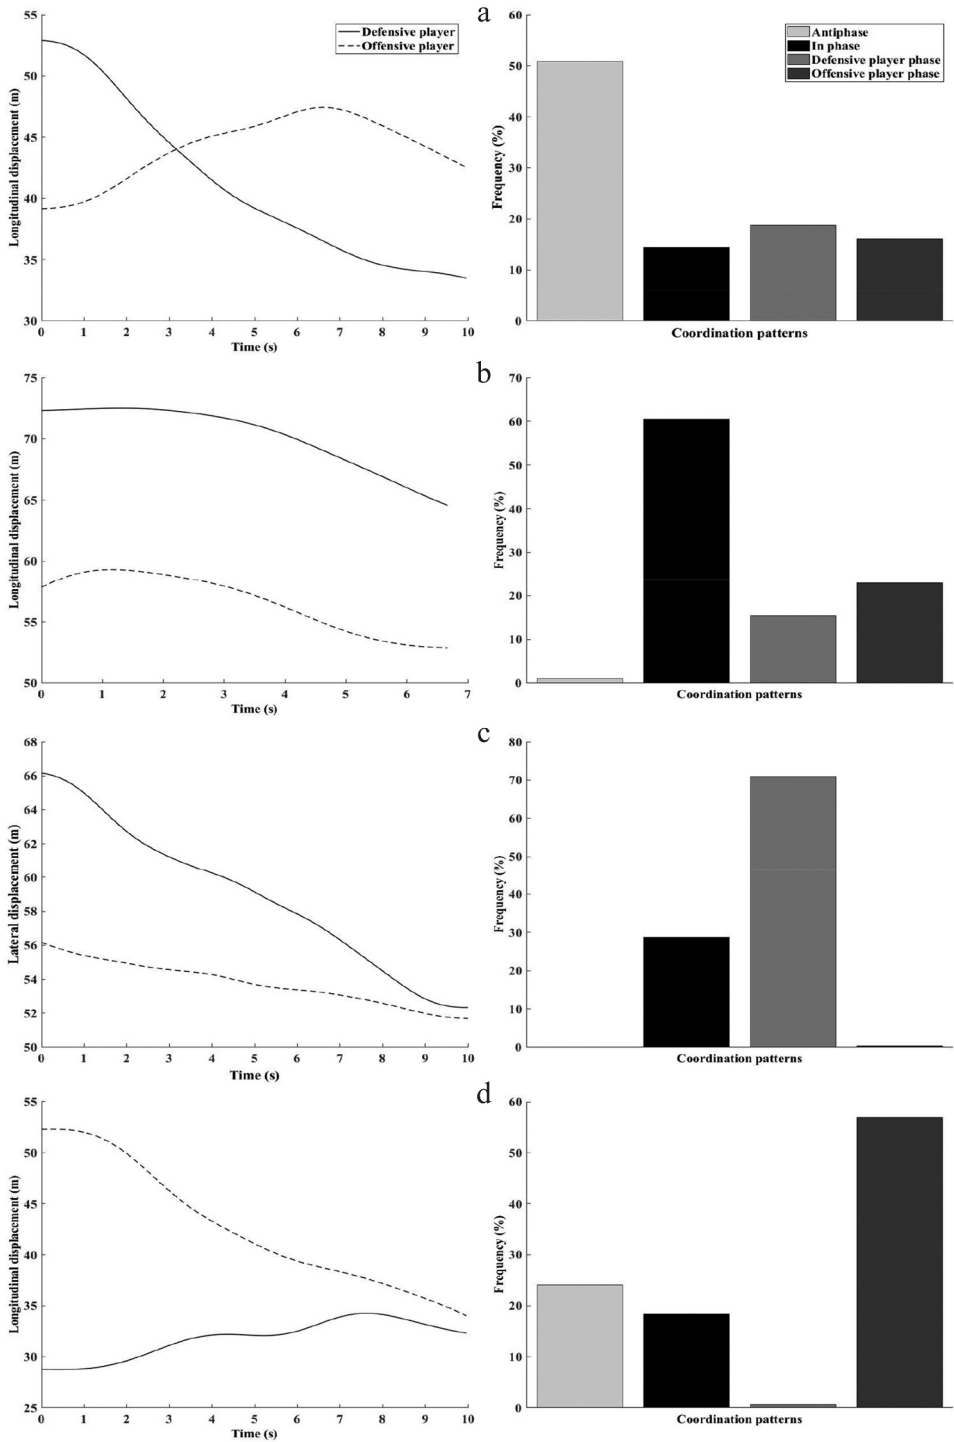 a
55
50
45
40
35
30
Longitudinal displacement (m)
Defensive player
Offensive player
0 1 2 3 4 5 6 7 8 9 10
Time (s)
60
50
40
30
20
10
0
Frequency (%)
Antiphase
In phase
Defensive player phase
Offensive player phase
Coordination patterns
b
75
70
65
60
55
50
Longitudinal displacement (m)
0 1 2 3 4 5 6 7
Time (s)
70
60
50
40
30
20
10
0
Frequency (%)
Coordination patterns
c
68
66
64
62
60
58
56
54
52
50
Lateral displacement (m)
0 1 2 3 4 5 6 7 8 9 10
Time (s)
80
70
60
50
40
30
20
10
0
Frequency (%)
Coordination patterns
d
55
50
45
40
35
30
25
Longitudinal displacement (m)
0 1 2 3 4 5 6 7 8 9 10
Time (s)
60
50
40
30
20
10
0
Frequency (%)
Coordination patterns